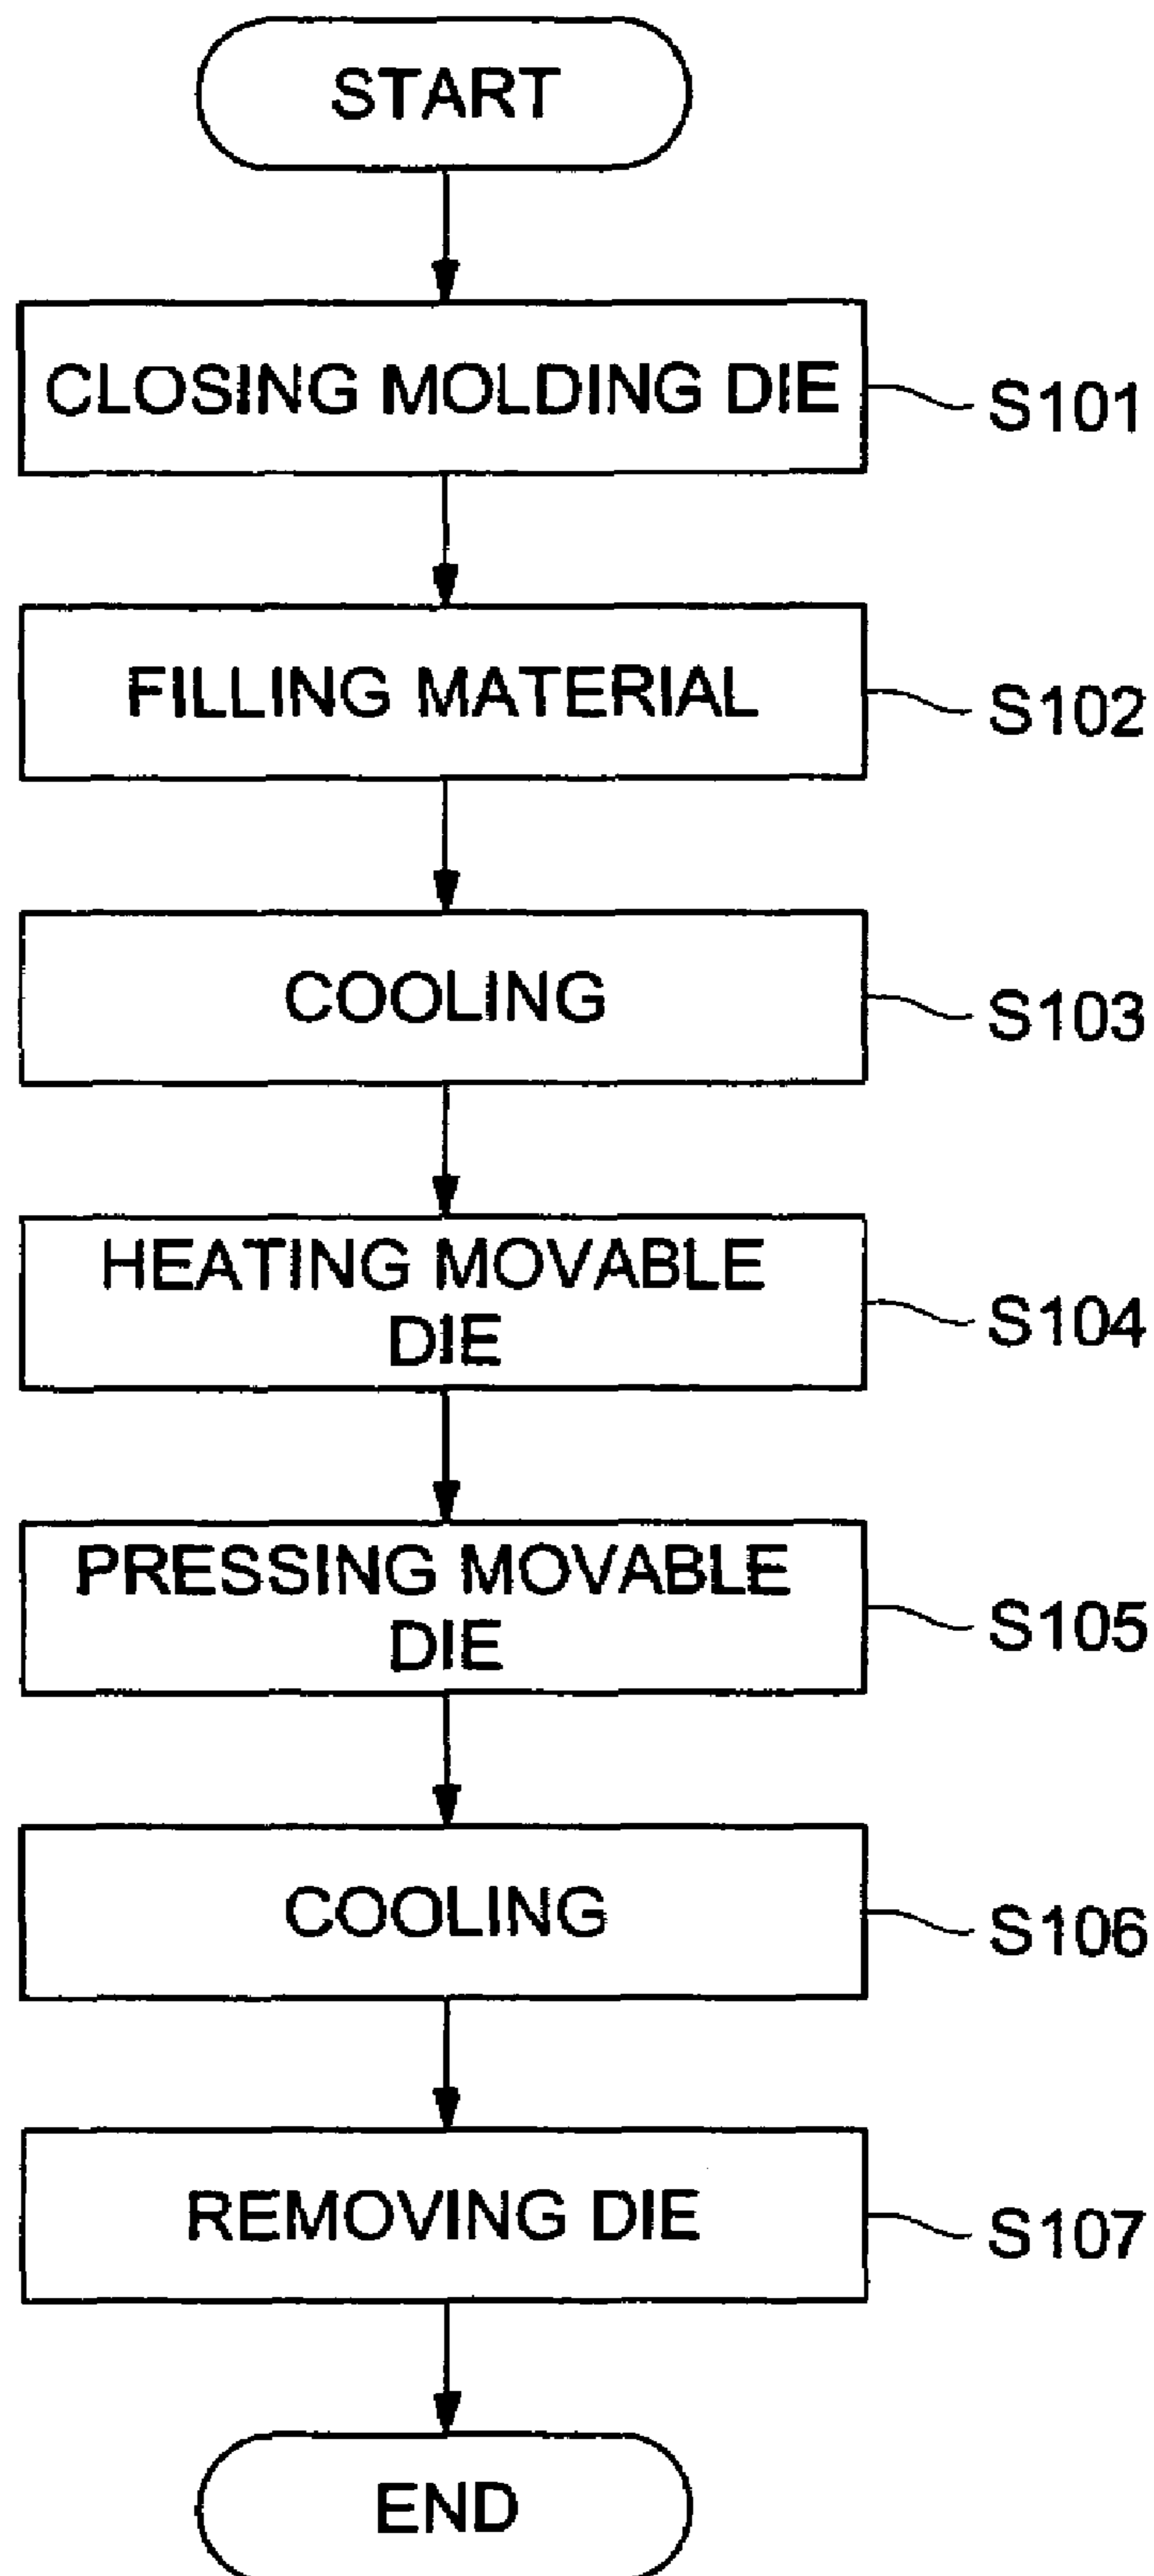 START
CLOSING MOLDING DIE
S101
FILLING MATERIAL
S102
COOLING
S103
HEATING MOVABLE
DIE
S104
PRESSING MOVABLE
DIE
S105
COOLING
S106
REMOVING DIE
S107
END